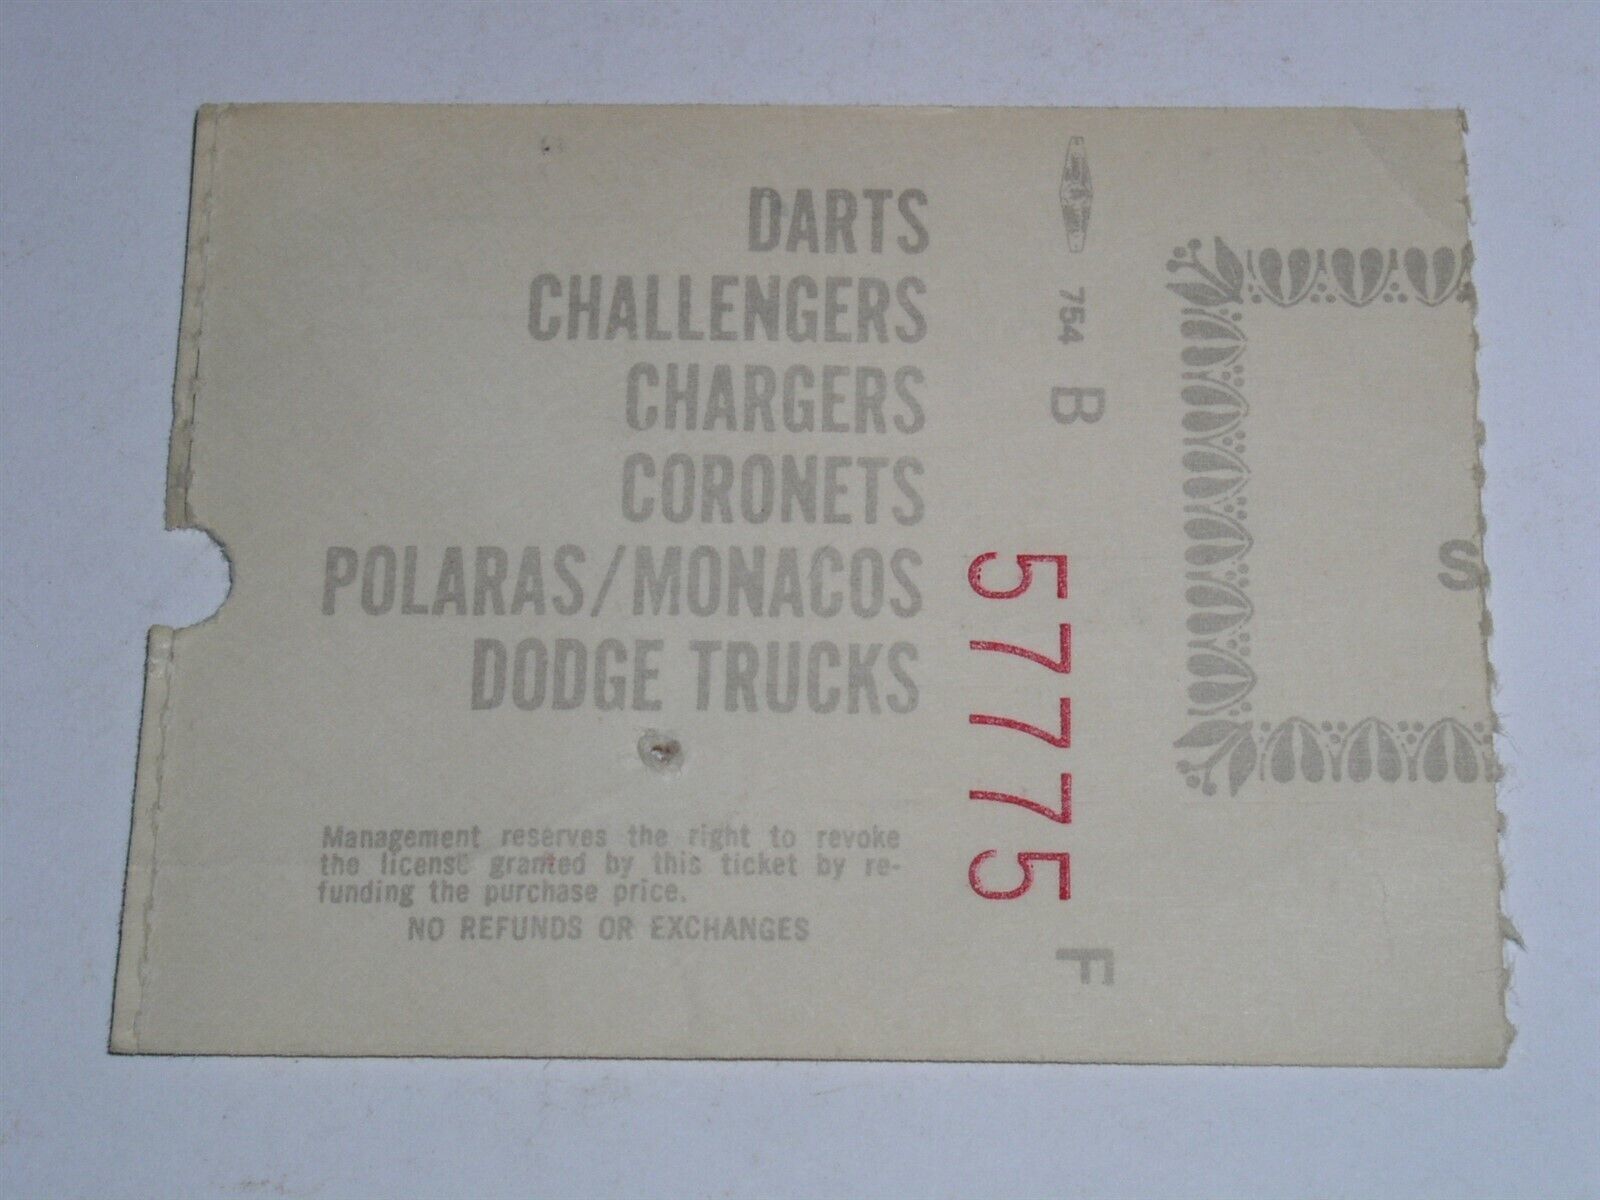 DARTS
CHALLENGERS
CHARGERS
CORONETS
POLARAS/MONACOS
DODGE TRUCKS
Management reserves the right to revoke
the license granted by this ticket by re-
funding the purchase price.
NO REFUNDS OR EXCHANGES
754 B 57775 F
S